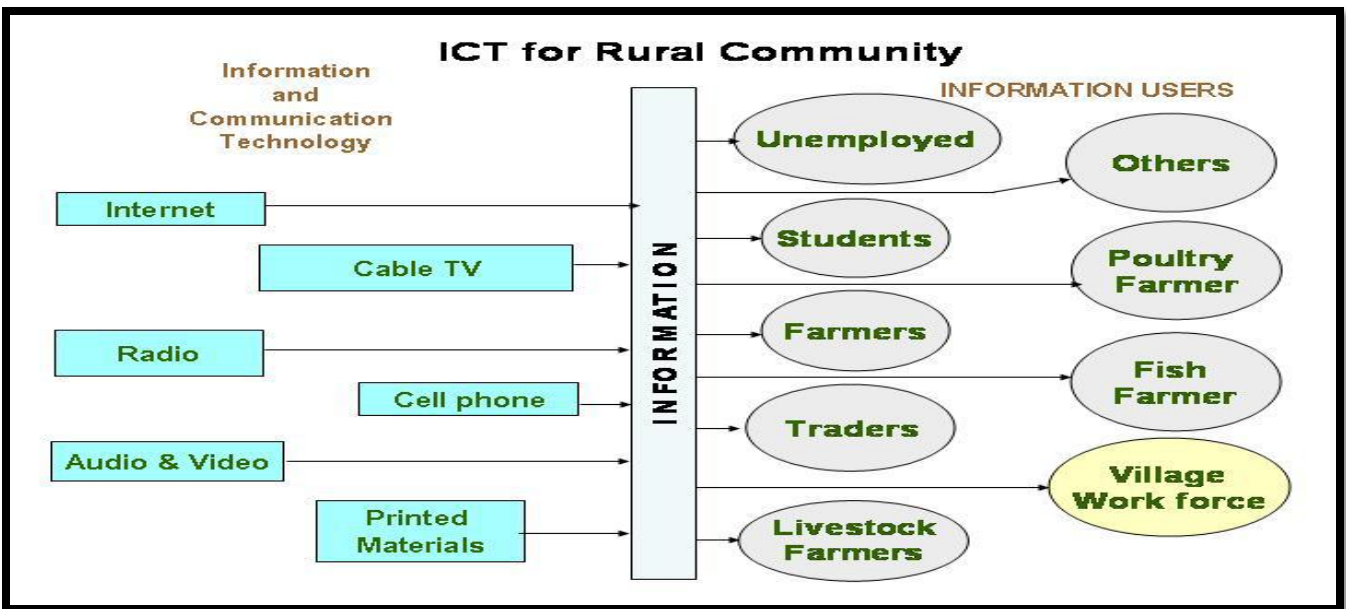 ICT for Rural Community
Information
and
Communication
Technology
INFORMATION USERS
Internet
Cable TV
Radio
Cell phone
Audio & Video
Printed
Materials
INFORMATION
Unemployed
Others
Students
Poultry
Farmer
Farmers
Fish
Farmer
Traders
Village
Work force
Livestock
Farmers